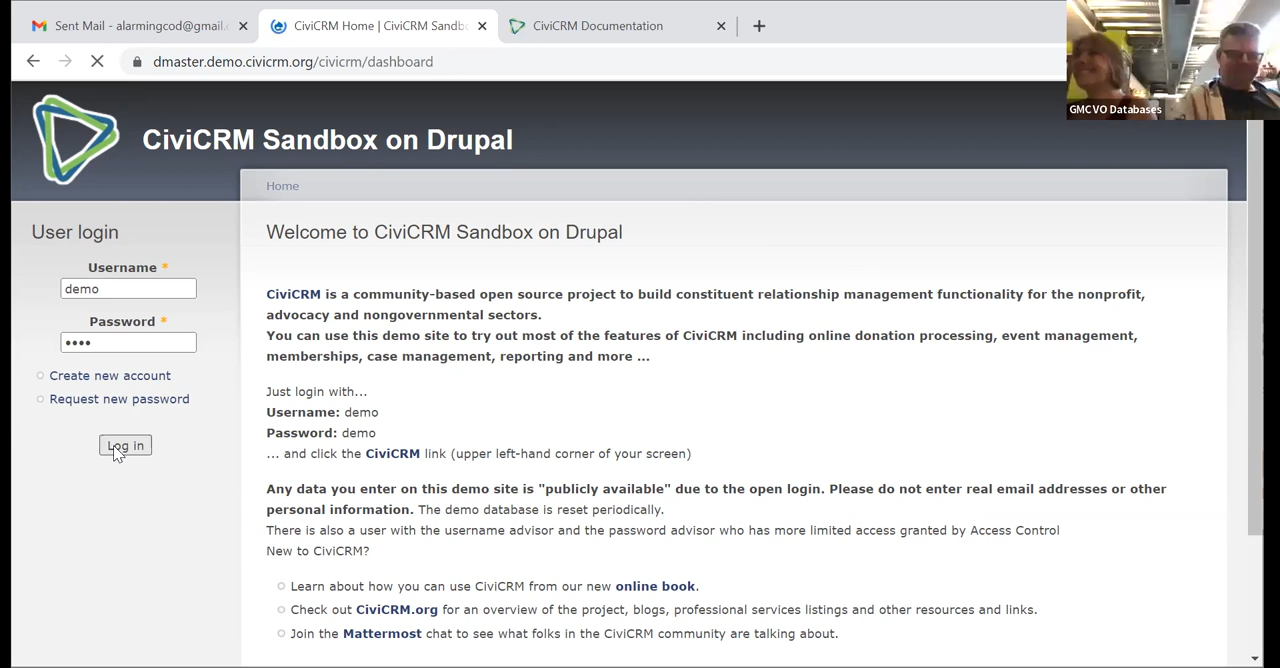 Sent Mail - alarmingcod@gmail.c
CiviCRM Home | CiviCRM Sandbo
CiviCRM Documentation
dmaster.demo.civicrm.org/civicrm/dashboard
GMCVO Databases
CiviCRM Sandbox on Drupal
Home
User login
Username *
demo
Password *
••••
Create new account
Request new password
Log in
Welcome to CiviCRM Sandbox on Drupal
CiviCRM is a community-based open source project to build constituent relationship management functionality for the nonprofit,
advocacy and nongovernmental sectors.
You can use this demo site to try out most of the features of CiviCRM including online donation processing, event management,
memberships, case management, reporting and more ...
Just login with...
Username: demo
Password: demo
... and click the CiviCRM link (upper left-hand corner of your screen)
Any data you enter on this demo site is "publicly available" due to the open login. Please do not enter real email addresses or other
personal information. The demo database is reset periodically.
There is also a user with the username advisor and the password advisor who has more limited access granted by Access Control
New to CiviCRM?
Learn about how you can use CiviCRM from our new online book.
Check out CiviCRM.org for an overview of the project, blogs, professional services listings and other resources and links.
Join the Mattermost chat to see what folks in the CiviCRM community are talking about.